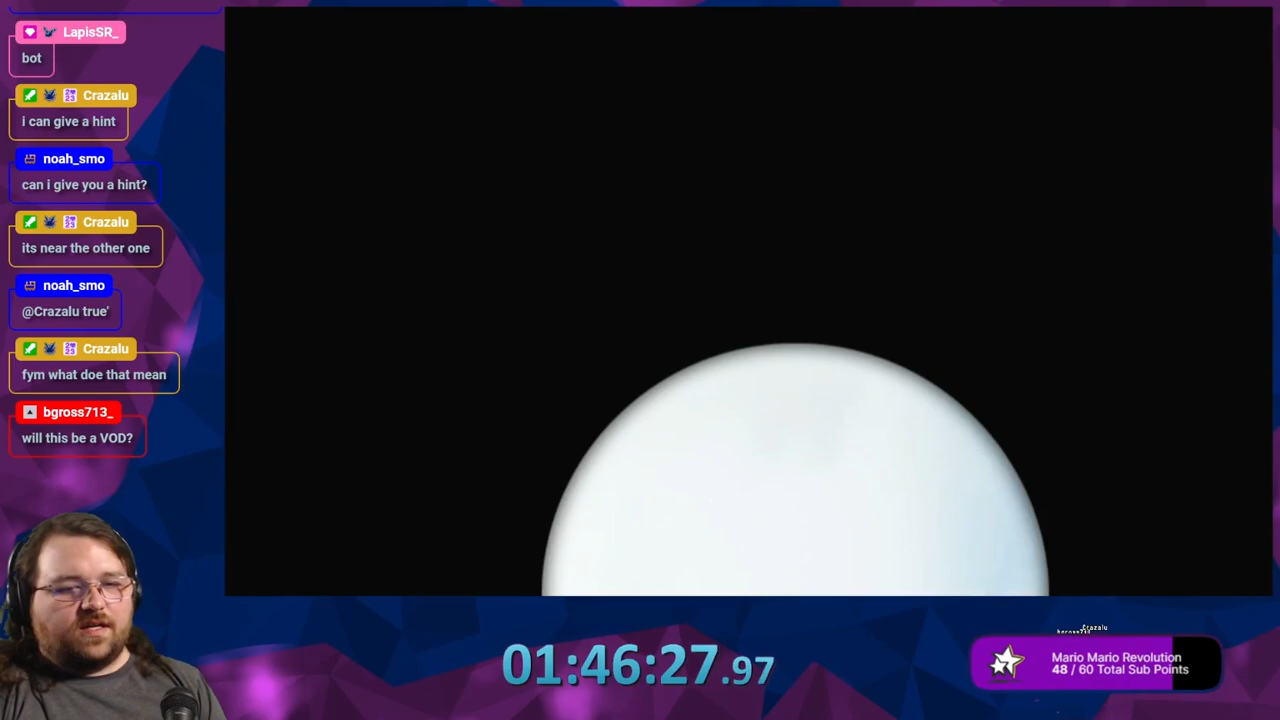 LapisSR_
bot
Crazalu
i can give a hint
noah_smo
can i give you a hint?
Crazalu
its near the other one
noah_smo
@Crazalu true'
Crazalu
fym what doe that mean
bgross713_
will this be a VOD?
01:46:27.97
Crazalu
Mario Mario Revolution
48 / 60 Total Sub Points